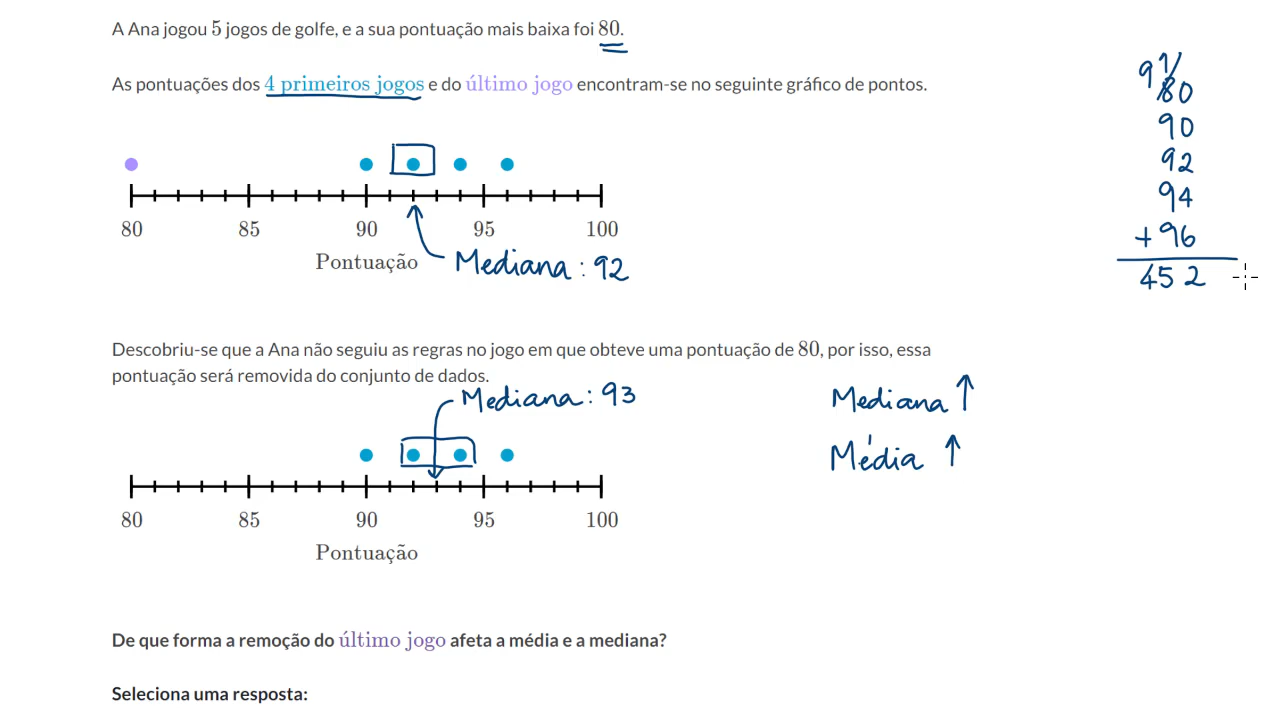 A Ana jogou 5 jogos de golfe, e a sua pontuação mais baixa foi 80.
As pontuações dos 4 primeiros jogos e do último jogo encontram-se no seguinte gráfico de pontos.
80 85 90 95 100
Pontuação
Mediana : 92
Descobriu-se que a Ana não seguiu as regras no jogo em que obteve uma pontuação de 80, por isso, essa
pontuação será removida do conjunto de dados.
Mediana : 93
80 85 90 95 100
Pontuação
De que forma a remoção do último jogo afeta a média e a mediana?
Seleciona uma resposta:
80
90
92
94
+ 96
452
Mediana ↑
Média ↑